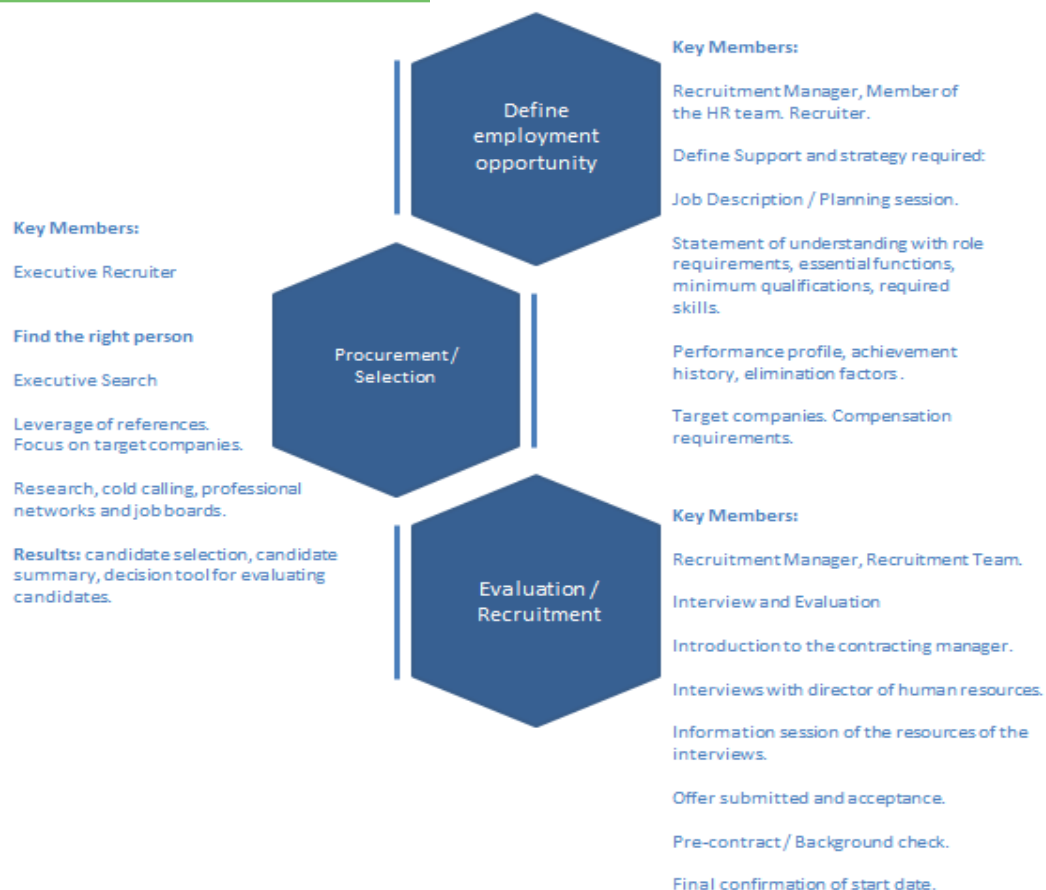 Define
employment
opportunity
Key Members:
Recruitment Manager, Member of
the HR team. Recruiter.
Define Support and strategy required:
Job Description / Planning session.
Statement of understanding with role
requirements, essential functions,
minimum qualifications, required
skills.
Performance profile, achievement
history, elimination factors.
Target companies. Compensation
requirements.
Key Members:
Executive Recruiter
Find the right person
Executive Search
Leverage of references.
Focus on target companies.
Research, cold calling, professional
networks and job boards.
Results: candidate selection, candidate
summary, decision tool for evaluating
candidates.
Procurement /
Selection
Evaluation /
Recruitment
Key Members:
Recruitment Manager, Recruitment Team.
Interview and Evaluation
Introduction to the contracting manager.
Interviews with director of human resources.
Information session of the resources of the
interviews.
Offer submitted and acceptance.
Pre-contract / Background check.
Final confirmation of start date.